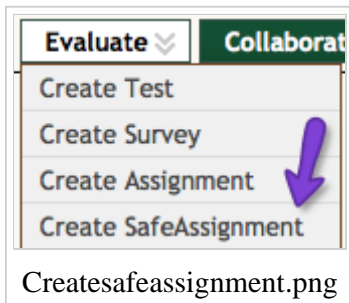 Evaluate Collaborat
Create Test
Create Survey
Create Assignment
Create SafeAssignment
Createsafeassignment.png